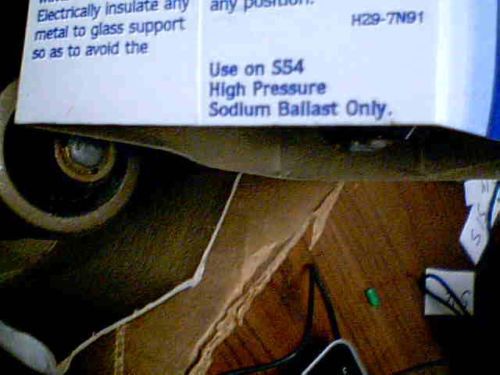 Electrically insulate any
metal to glass support
so as to avoid the
any position.
H29-7N91
Use on S54
High Pressure
Sodium Ballast Only.